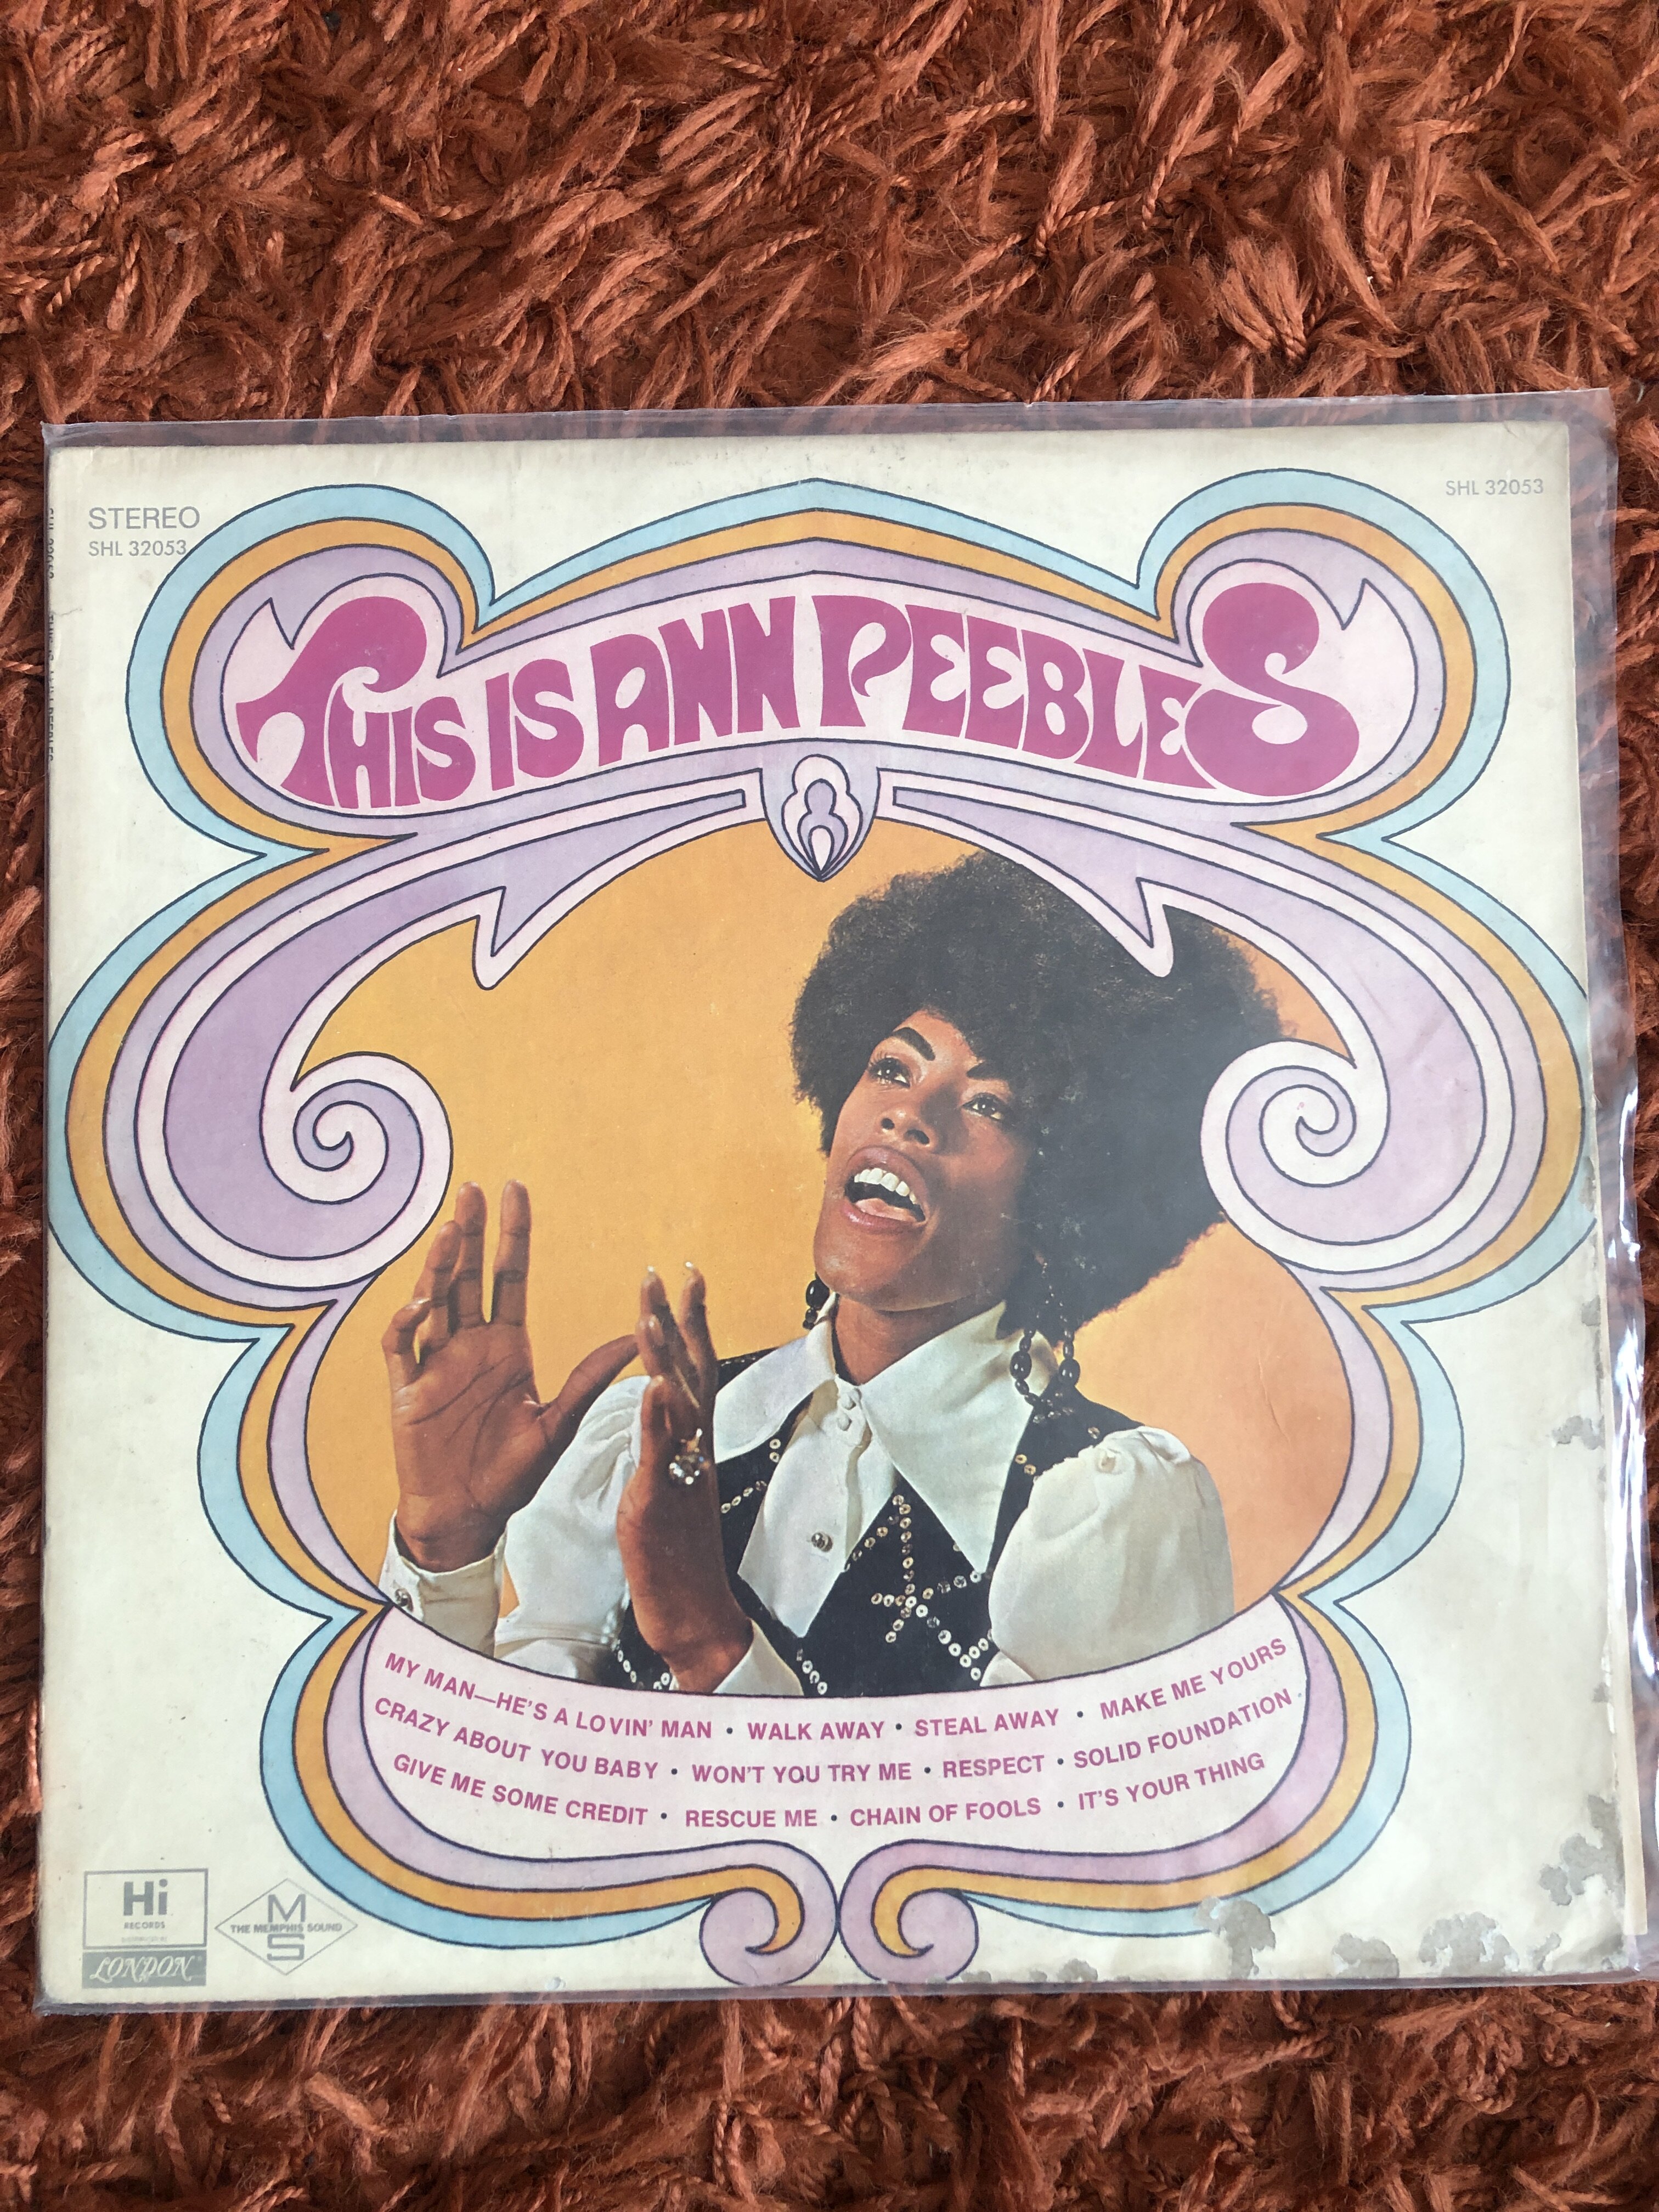 STEREO
SHL 32053
SHL 32053
THIS IS ANN PEEBLES
MY MAN—HE'S A LOVIN' MAN • WALK AWAY • STEAL AWAY • MAKE ME YOURS
CRAZY ABOUT YOU BABY • WON'T YOU TRY ME • RESPECT • SOLID FOUNDATION •
GIVE ME SOME CREDIT • RESCUE ME • CHAIN OF FOOLS • IT'S YOUR THING
Hi
RECORDS
LONDON
M
THE MEMPHIS SOUND
S